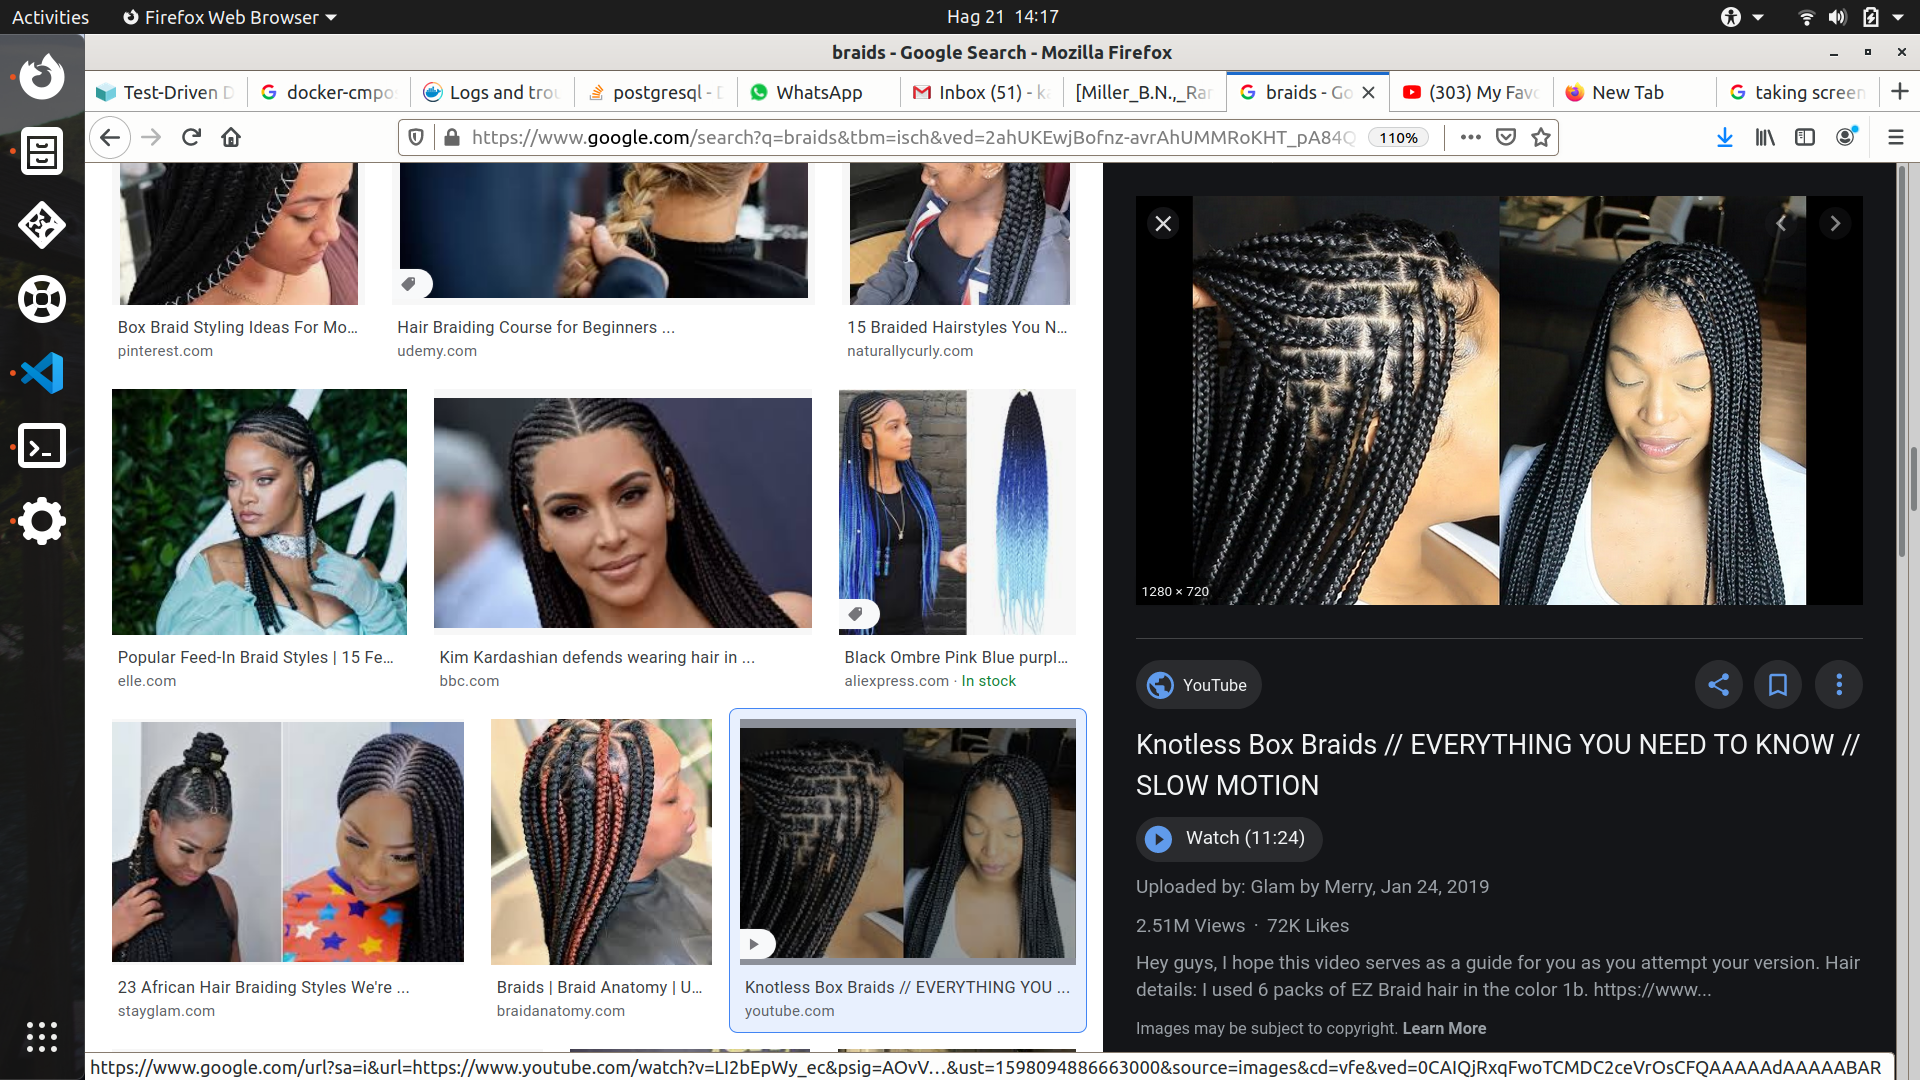 Activities
Firefox Web Browser
Hag 21 14:17
braids - Google Search - Mozilla Firefox
Test-Driven D
docker-cmpo
Logs and trou
postgresql - D
WhatsApp
Inbox (51) - k
[Miller_B.N.,_Ran
braids - Go
(303) My Favo
New Tab
taking screen
https://www.google.com/search?q=braids&tbm=isch&ved=2ahUKEwjBofnz-avrAhUMMRoKHT_pA84Q
110%
Box Braid Styling Ideas For Mo...
pinterest.com
Hair Braiding Course for Beginners ...
udemy.com
15 Braided Hairstyles You N...
naturallycurly.com
Popular Feed-In Braid Styles | 15 Fe...
elle.com
Kim Kardashian defends wearing hair in ...
bbc.com
Black Ombre Pink Blue purpl...
aliexpress.com · In stock
23 African Hair Braiding Styles We're ...
stayglam.com
Braids | Braid Anatomy | U...
braidanatomy.com
Knotless Box Braids // EVERYTHING YOU ...
youtube.com
1280 × 720
YouTube
Knotless Box Braids // EVERYTHING YOU NEED TO KNOW //
SLOW MOTION
Watch (11:24)
Uploaded by: Glam by Merry, Jan 24, 2019
2.51M Views · 72K Likes
Hey guys, I hope this video serves as a guide for you as you attempt your version. Hair
details: I used 6 packs of EZ Braid hair in the color 1b. https://www...
Images may be subject to copyright. Learn More
https://www.google.com/url?sa=i&url=https://www.youtube.com/watch?v=LI2bEpWy_ec&psig=AOvV…&ust=1598094886663000&source=images&cd=vfe&ved=0CAIQjRxqFwoTCMDC2ceVrOsCFQAAAAAdAAAAABAR